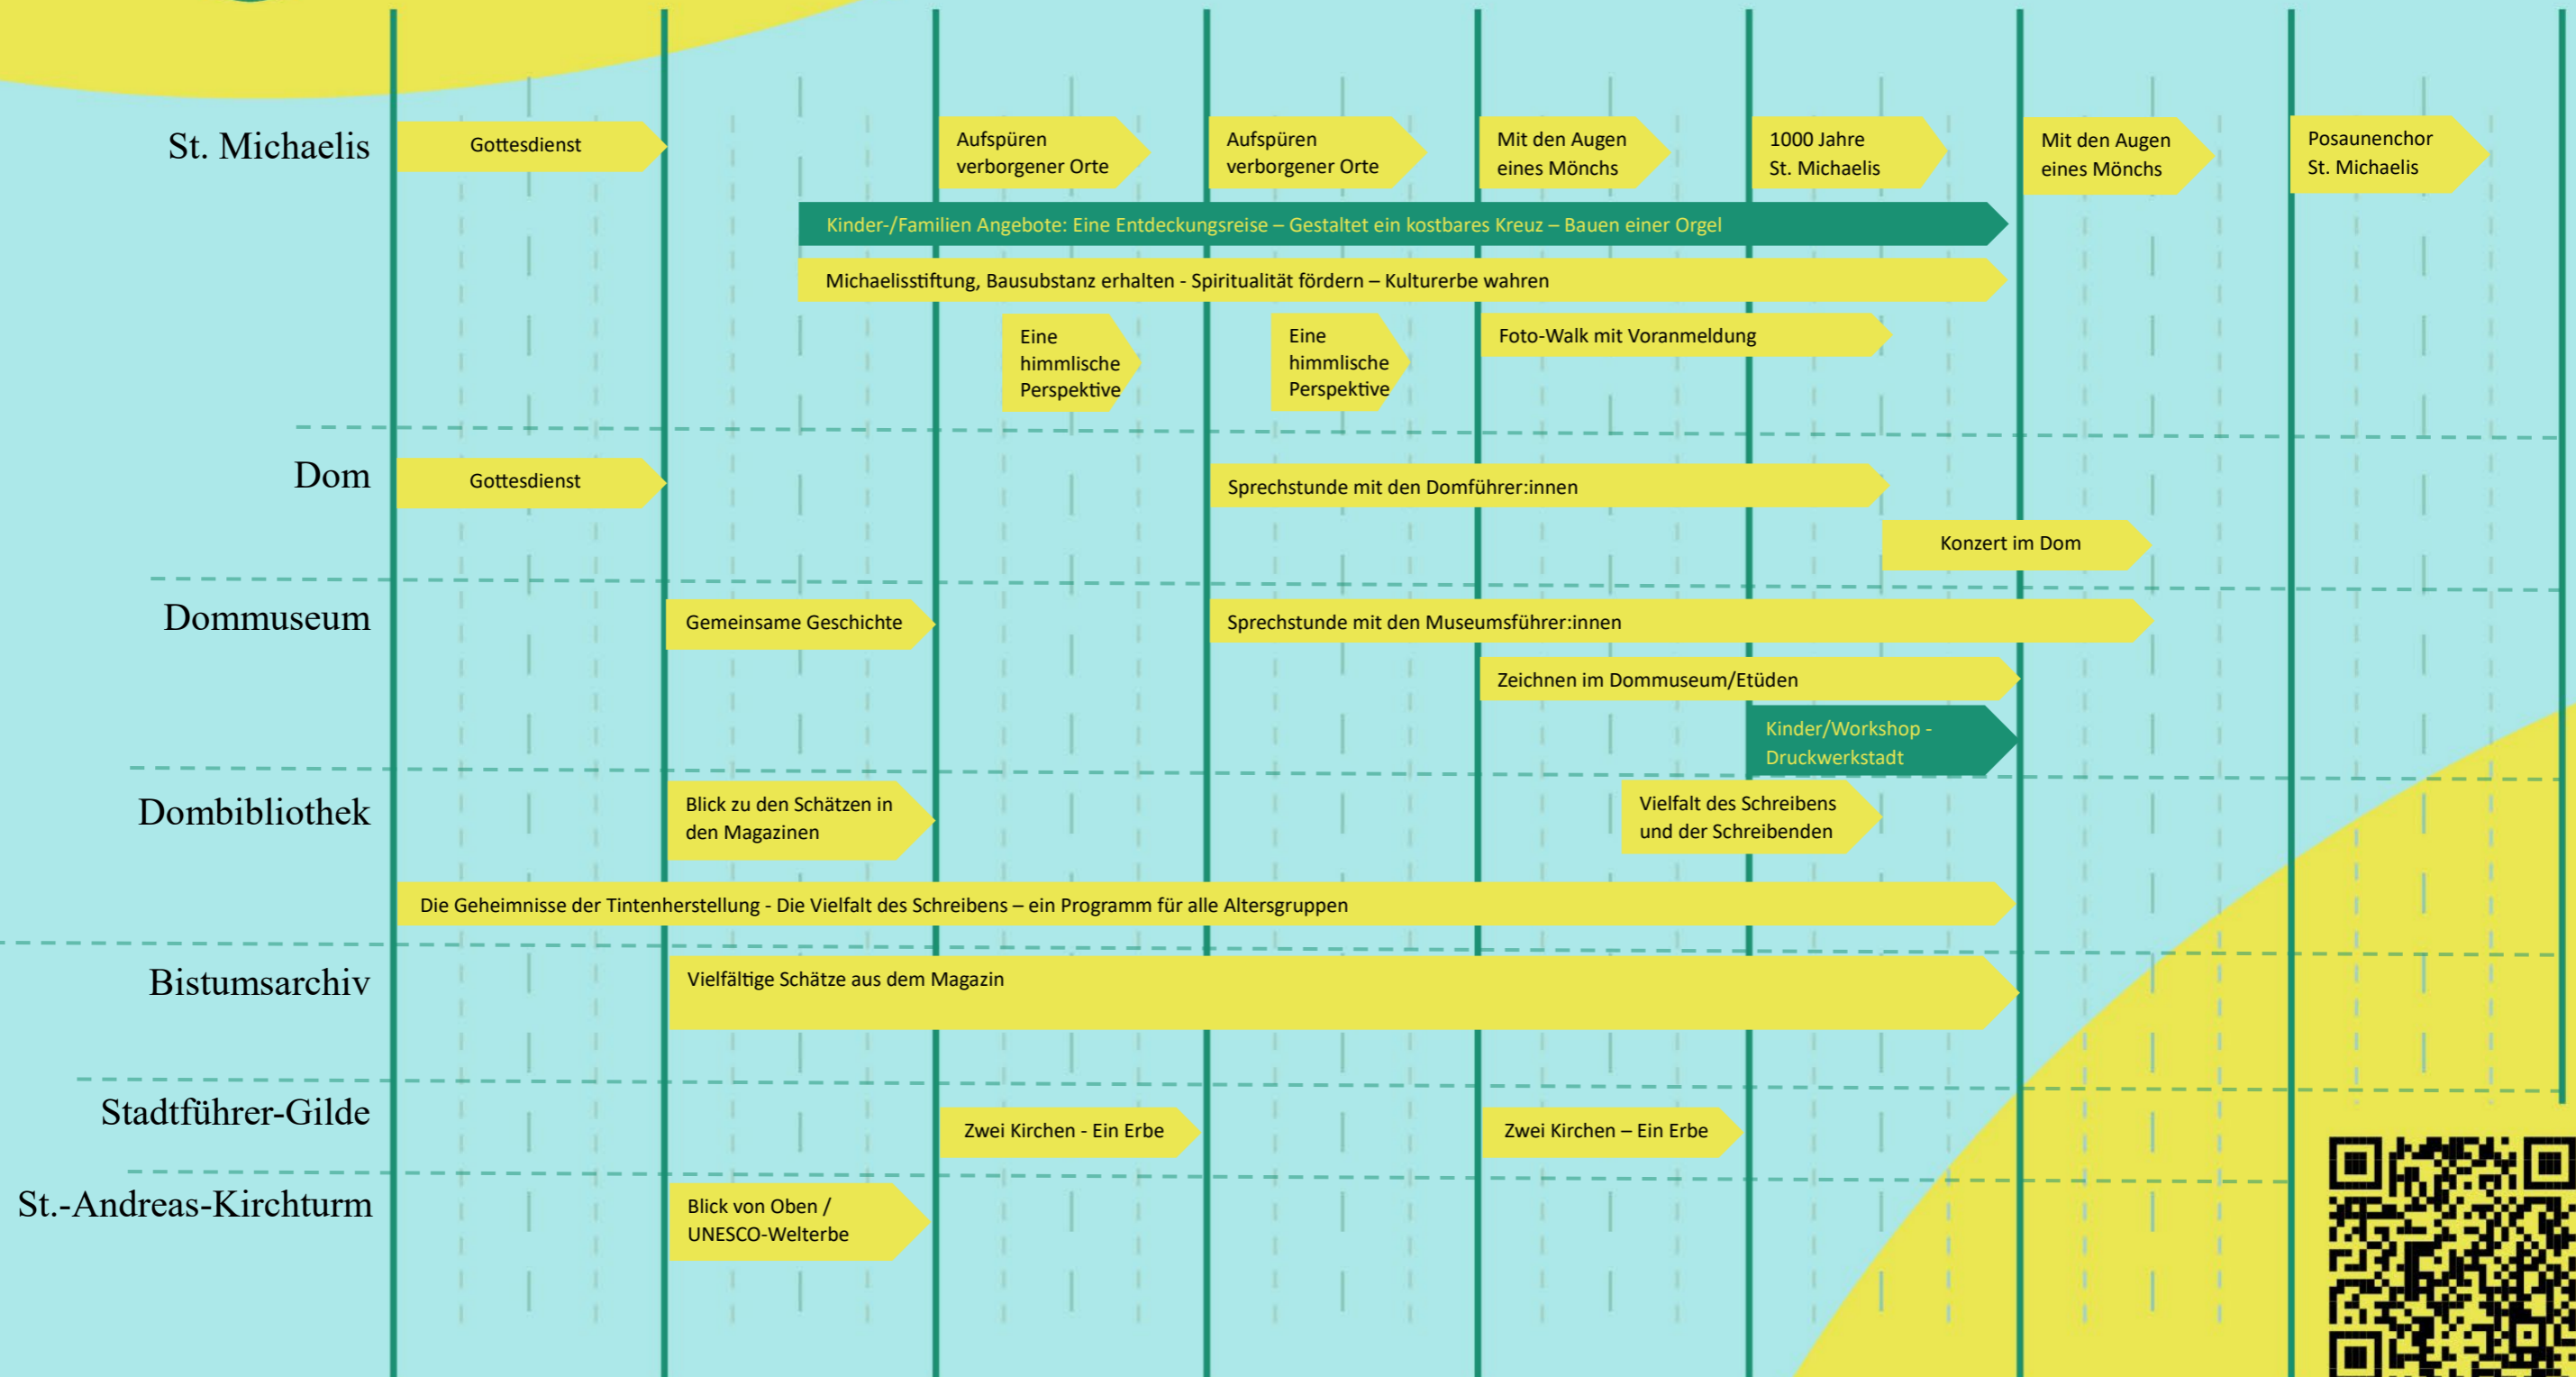 St. Michaelis
Gottesdienst
Aufspüren
verborgener Orte
Aufspüren
verborgener Orte
Mit den Augen
eines Mönchs
1000 Jahre
St. Michaelis
Mit den Augen
eines Mönchs
Posaunenchor
St. Michaelis
Kinder-/Familien Angebote: Eine Entdeckungsreise – Gestaltet ein kostbares Kreuz – Bauen einer Orgel
Michaelisstiftung, Bausubstanz erhalten - Spiritualität fördern – Kulturerbe wahren
Eine
himmlische
Perspektive
Eine
himmlische
Perspektive
Foto-Walk mit Voranmeldung
Dom
Gottesdienst
Sprechstunde mit den Domführer:innen
Konzert im Dom
Dommuseum
Gemeinsame Geschichte
Sprechstunde mit den Museumsführer:innen
Zeichnen im Dommuseum/Etüden
Kinder/Workshop -
Druckwerkstadt
Dombibliothek
Blick zu den Schätzen in
den Magazinen
Vielfalt des Schreibens
und der Schreibenden
Die Geheimnisse der Tintenherstellung - Die Vielfalt des Schreibens – ein Programm für alle Altersgruppen
Bistumsarchiv
Vielfältige Schätze aus dem Magazin
Stadtführer-Gilde
Zwei Kirchen - Ein Erbe
Zwei Kirchen – Ein Erbe
St.-Andreas-Kirchturm
Blick von Oben /
UNESCO-Welterbe